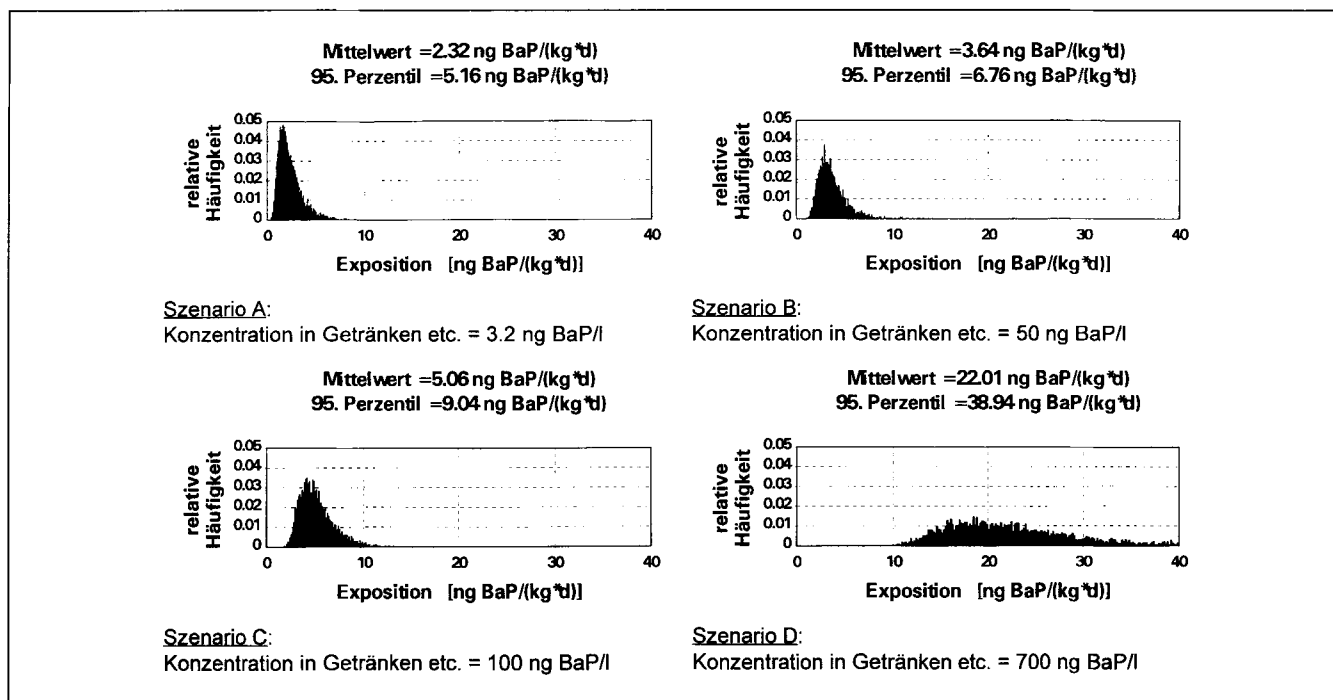 Mittelwert =2.32 ng BaP/(kg*d)
95. Perzentil =5.16 ng BaP/(kg*d)
relative
Häufigkeit
0.05
0.04
0.03
0.02
0.01
0
0 10 20 30 40
Exposition [ng BaP/(kg*d)]
Szenario A:
Konzentration in Getränken etc. = 3.2 ng BaP/l
Mittelwert =3.64 ng BaP/(kg*d)
95. Perzentil =6.76 ng BaP/(kg*d)
relative
Häufigkeit
0.05
0.04
0.03
0.02
0.01
0
0 10 20 30 40
Exposition [ng BaP/(kg*d)]
Szenario B:
Konzentration in Getränken etc. = 50 ng BaP/l
Mittelwert =5.06 ng BaP/(kg*d)
95. Perzentil =9.04 ng BaP/(kg*d)
relative
Häufigkeit
0.05
0.04
0.03
0.02
0.01
0
0 10 20 30 40
Exposition [ng BaP/(kg*d)]
Szenario C:
Konzentration in Getränken etc. = 100 ng BaP/l
Mittelwert =22.01 ng BaP/(kg*d)
95. Perzentil =38.94 ng BaP/(kg*d)
relative
Häufigkeit
0.05
0.04
0.03
0.02
0.01
0
0 10 20 30 40
Exposition [ng BaP/(kg*d)]
Szenario D:
Konzentration in Getränken etc. = 700 ng BaP/l